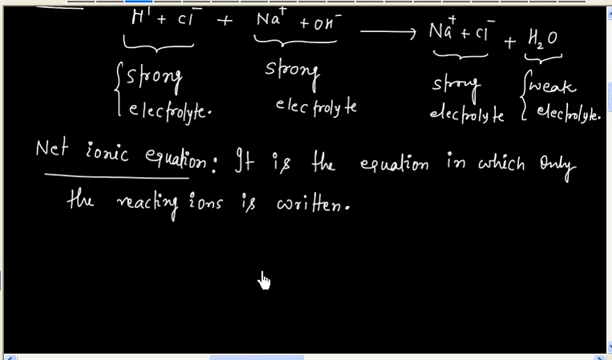 H⁺ + Cl⁻ + Na⁺ + OH⁻ ⟶ Na⁺ + Cl⁻ + H₂O
strong electrolyte. strong electrolyte strong electrolyte weak electrolyte.
Net ionic equation: It is the equation in which only
the reacting ions is written.